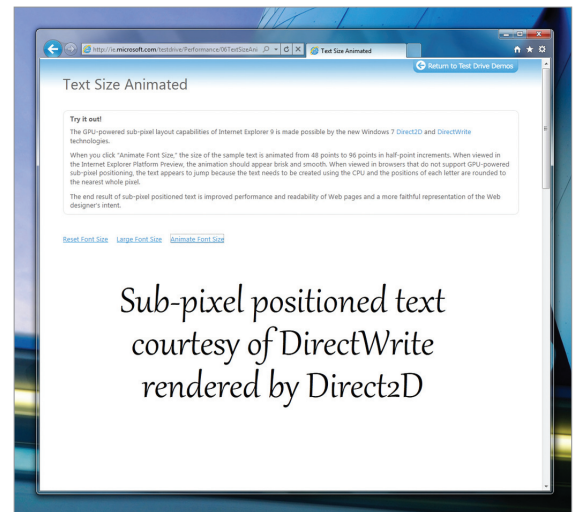 http://ie.microsoft.com/testdrive/Performance/06TextSizeAni
Text Size Animated
Return to Test Drive Demos
Text Size Animated
Try it out!
The GPU-powered sub-pixel layout capabilities of Internet Explorer 9 is made possible by the new Windows 7 Direct2D and DirectWrite
technologies.
When you click "Animate Font Size," the size of the sample text is animated from 48 points to 96 points in half-point increments. When viewed in
the Internet Explorer Platform Preview, the animation should appear brisk and smooth. When viewed in browsers that do not support GPU-powered
sub-pixel positioning, the text appears to jump because the text needs to be created using the CPU and the positions of each letter are rounded to
the nearest whole pixel.
The end result of sub-pixel positioned text is improved performance and readability of Web pages and a more faithful representation of the Web
designer's intent.
Reset Font Size Large Font Size Animate Font Size
Sub-pixel positioned text
courtesy of DirectWrite
rendered by Direct2D